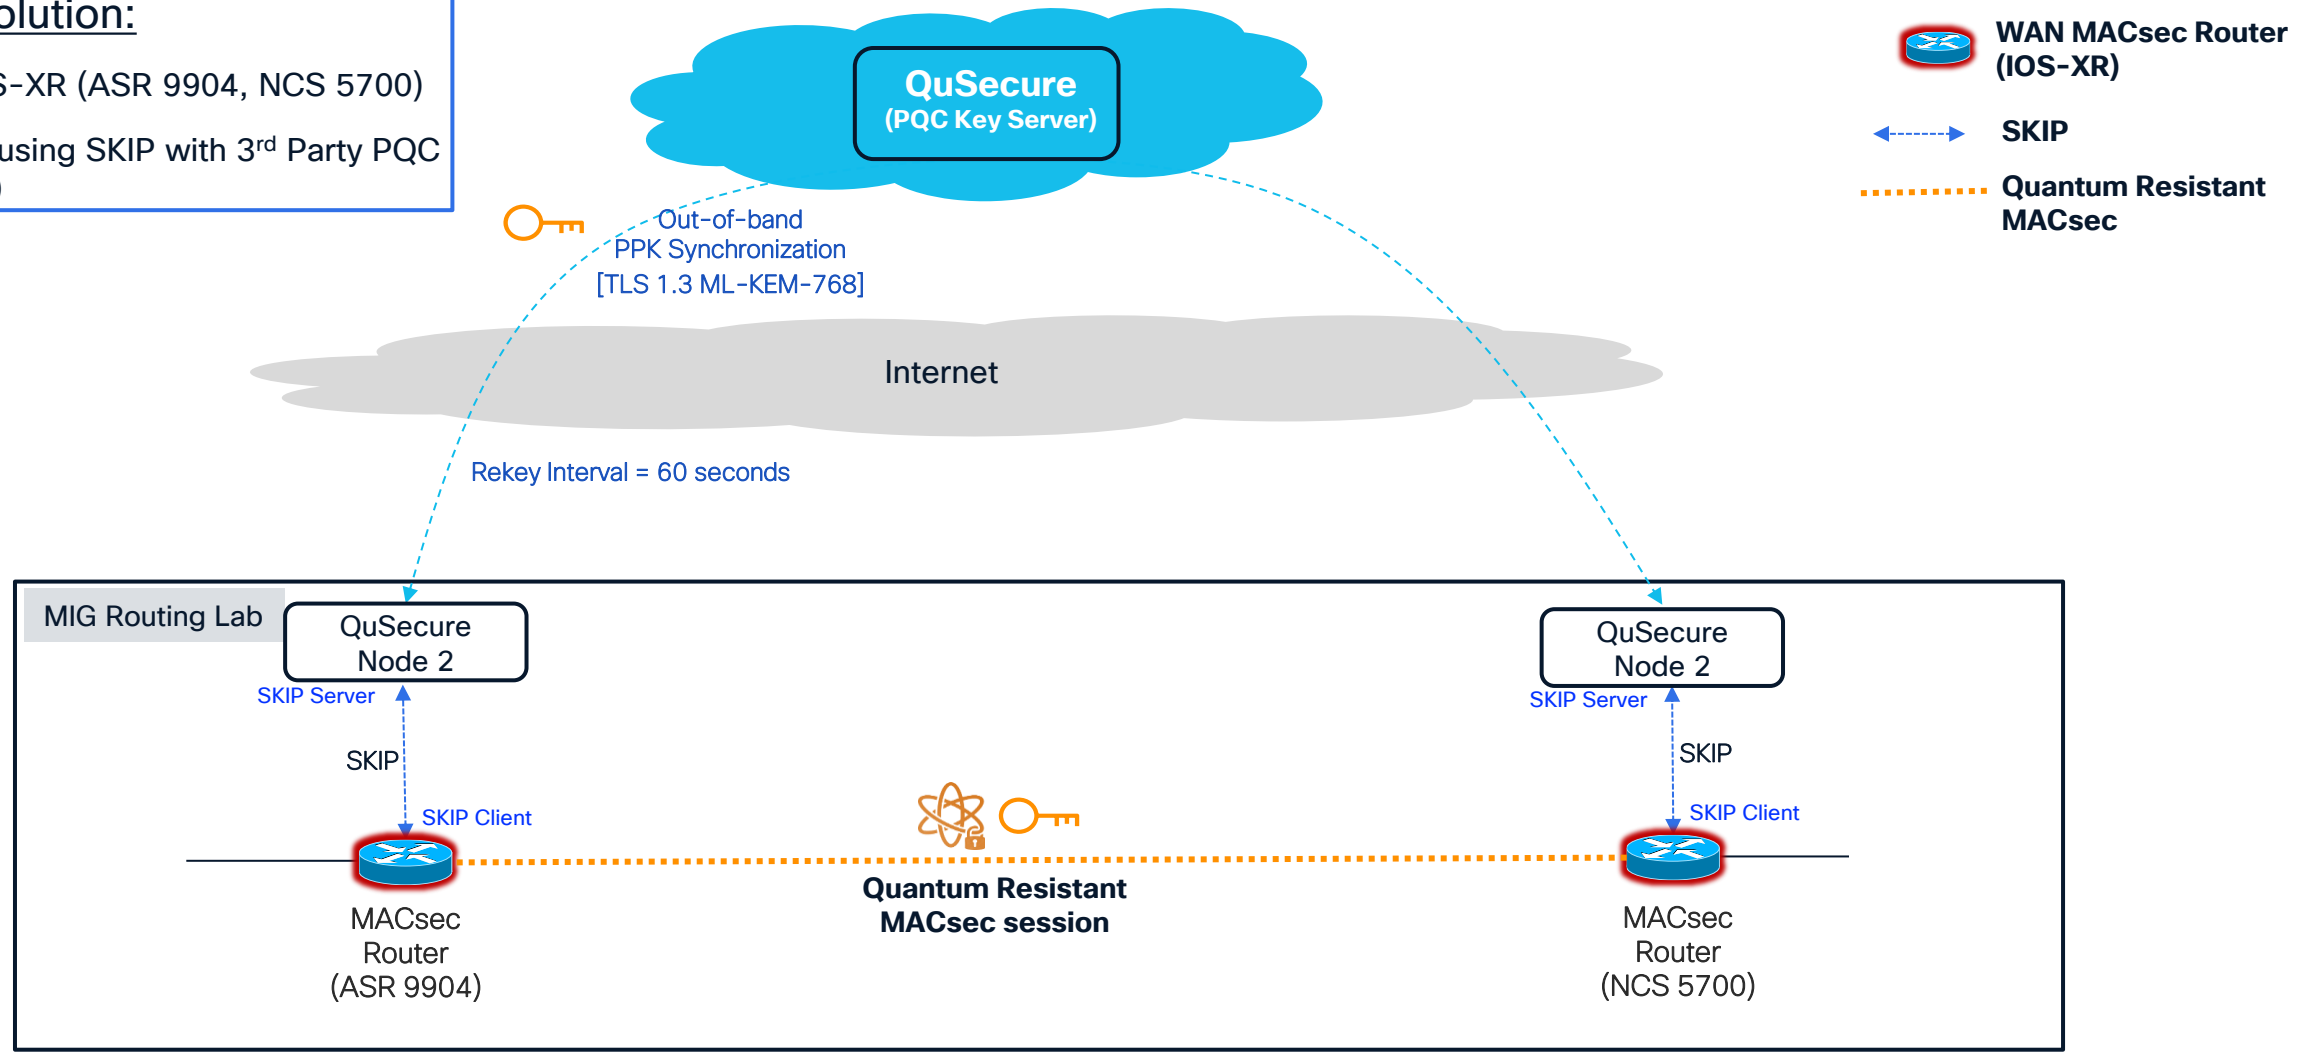 olution:
S-XR (ASR 9904, NCS 5700)
using SKIP with 3rd Party PQC
)
QuSecure
(PQC Key Server)
WAN MACsec Router
(IOS-XR)
SKIP
Quantum Resistant
MACsec
Out-of-band
PPK Synchronization
[TLS 1.3 ML-KEM-768]
Internet
Rekey Interval = 60 seconds
MIG Routing Lab
QuSecure
Node 2
SKIP Server
SKIP
SKIP Client
MACsec
Router
(ASR 9904)
Quantum Resistant
MACsec session
QuSecure
Node 2
SKIP Server
SKIP
SKIP Client
MACsec
Router
(NCS 5700)